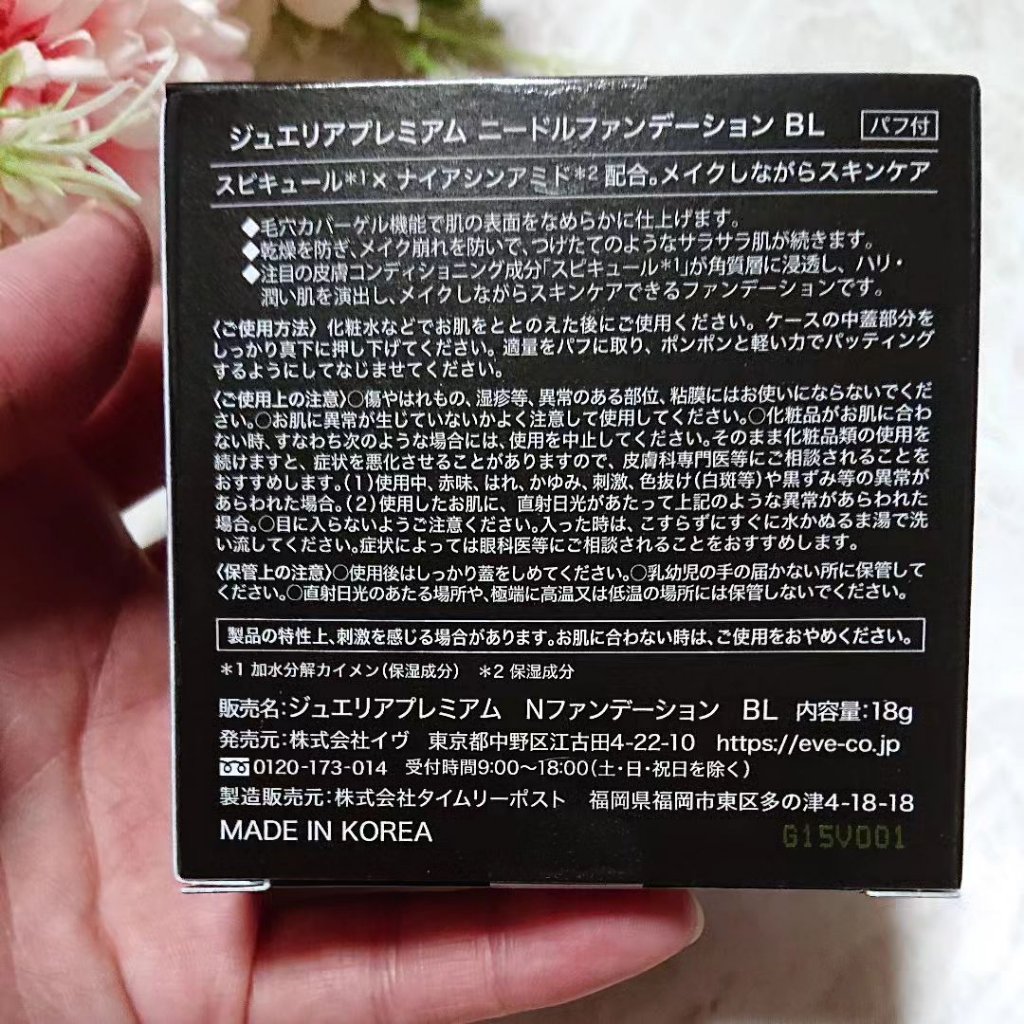 ジュエリアプレミアム ニードルファンデーション BL パフ付
スピキュール*1× ナイアシンアミド*2 配合。メイクしながらスキンケア
◆毛穴カバーゲル機能で肌の表面をなめらかに仕上げます。
◆乾燥を防ぎ、メイク崩れを防いで、つけたてのようなサラサラ肌が続きます。
◆注目の皮膚コンディショニング成分「スピキュール*1」が角質層に浸透し、ハリ・
潤い肌を演出し、メイクしながらスキンケアできるファンデーションです。
〈ご使用方法〉化粧水などでお肌をととのえた後にご使用ください。ケースの中蓋部分を
しっかり真下に押し下げてください。適量をパフに取り、ポンポンと軽い力でパッティング
するようにしてなじませてください。
〈ご使用上の注意〉○傷やはれもの、湿疹等、異常のある部位、粘膜にはお使いにならないでくだ
さい。○お肌に異常が生じていないかよく注意して使用してください。○化粧品がお肌に合わ
ない時、すなわち次のような場合には、使用を中止してください。そのまま化粧品類の使用を
続けますと、症状を悪化させることがありますので、皮膚科専門医等にご相談されることを
おすすめします。(1)使用中、赤味、はれ、かゆみ、刺激、色抜け(白斑等)や黒ずみ等の異常が
あらわれた場合。(2)使用したお肌に、直射日光があたって上記のような異常があらわれた
場合。○目に入らないようご注意ください。入った時は、こすらずにすぐに水かぬるま湯で洗
い流してください。症状によっては眼科医等にご相談されることをおすすめします。
〈保管上の注意〉○使用後はしっかり蓋をしめてください。○乳幼児の手の届かない所に保管して
ください。○直射日光のあたる場所や、極端に高温又は低温の場所には保管しないでください。
製品の特性上、刺激を感じる場合があります。お肌に合わない時は、ご使用をおやめください。
*1 加水分解カイメン(保湿成分) *2 保湿成分
販売名:ジュエリアプレミアム Nファンデーション BL 内容量:18g
発売元:株式会社イヴ 東京都中野区江古田4-22-10 https://eve-co.jp
0120-173-014 受付時間9:00〜18:00(土・日・祝日を除く)
製造販売元:株式会社タイムリーポスト 福岡県福岡市東区多の津4-18-18
MADE IN KOREA G15V001